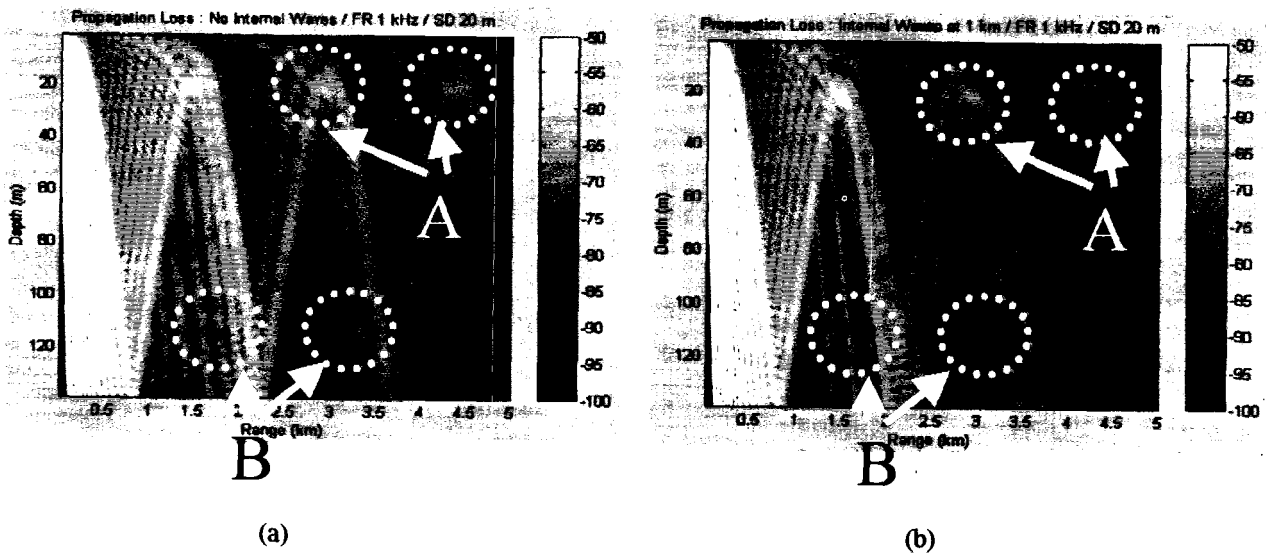 Propagation Loss : No Internal Waves / FR 1 kHz / SD 20 m
20
40
60
80
100
120
Depth (m)
0.5 1 1.5 2 2.5 3 3.5 4 4.5 5
Range (km)
-50
-55
-60
-65
-70
-75
-80
-85
-90
-95
-100
A
B
(a)
Propagation Loss : Internal Waves at 1 km / FR 1 kHz / SD 20 m
20
40
60
80
100
120
Depth (m)
0.5 1 1.5 2 2.5 3 3.5 4 4.5 5
Range (km)
-50
-55
-60
-65
-70
-75
-80
-85
-90
-95
-100
A
B
(b)